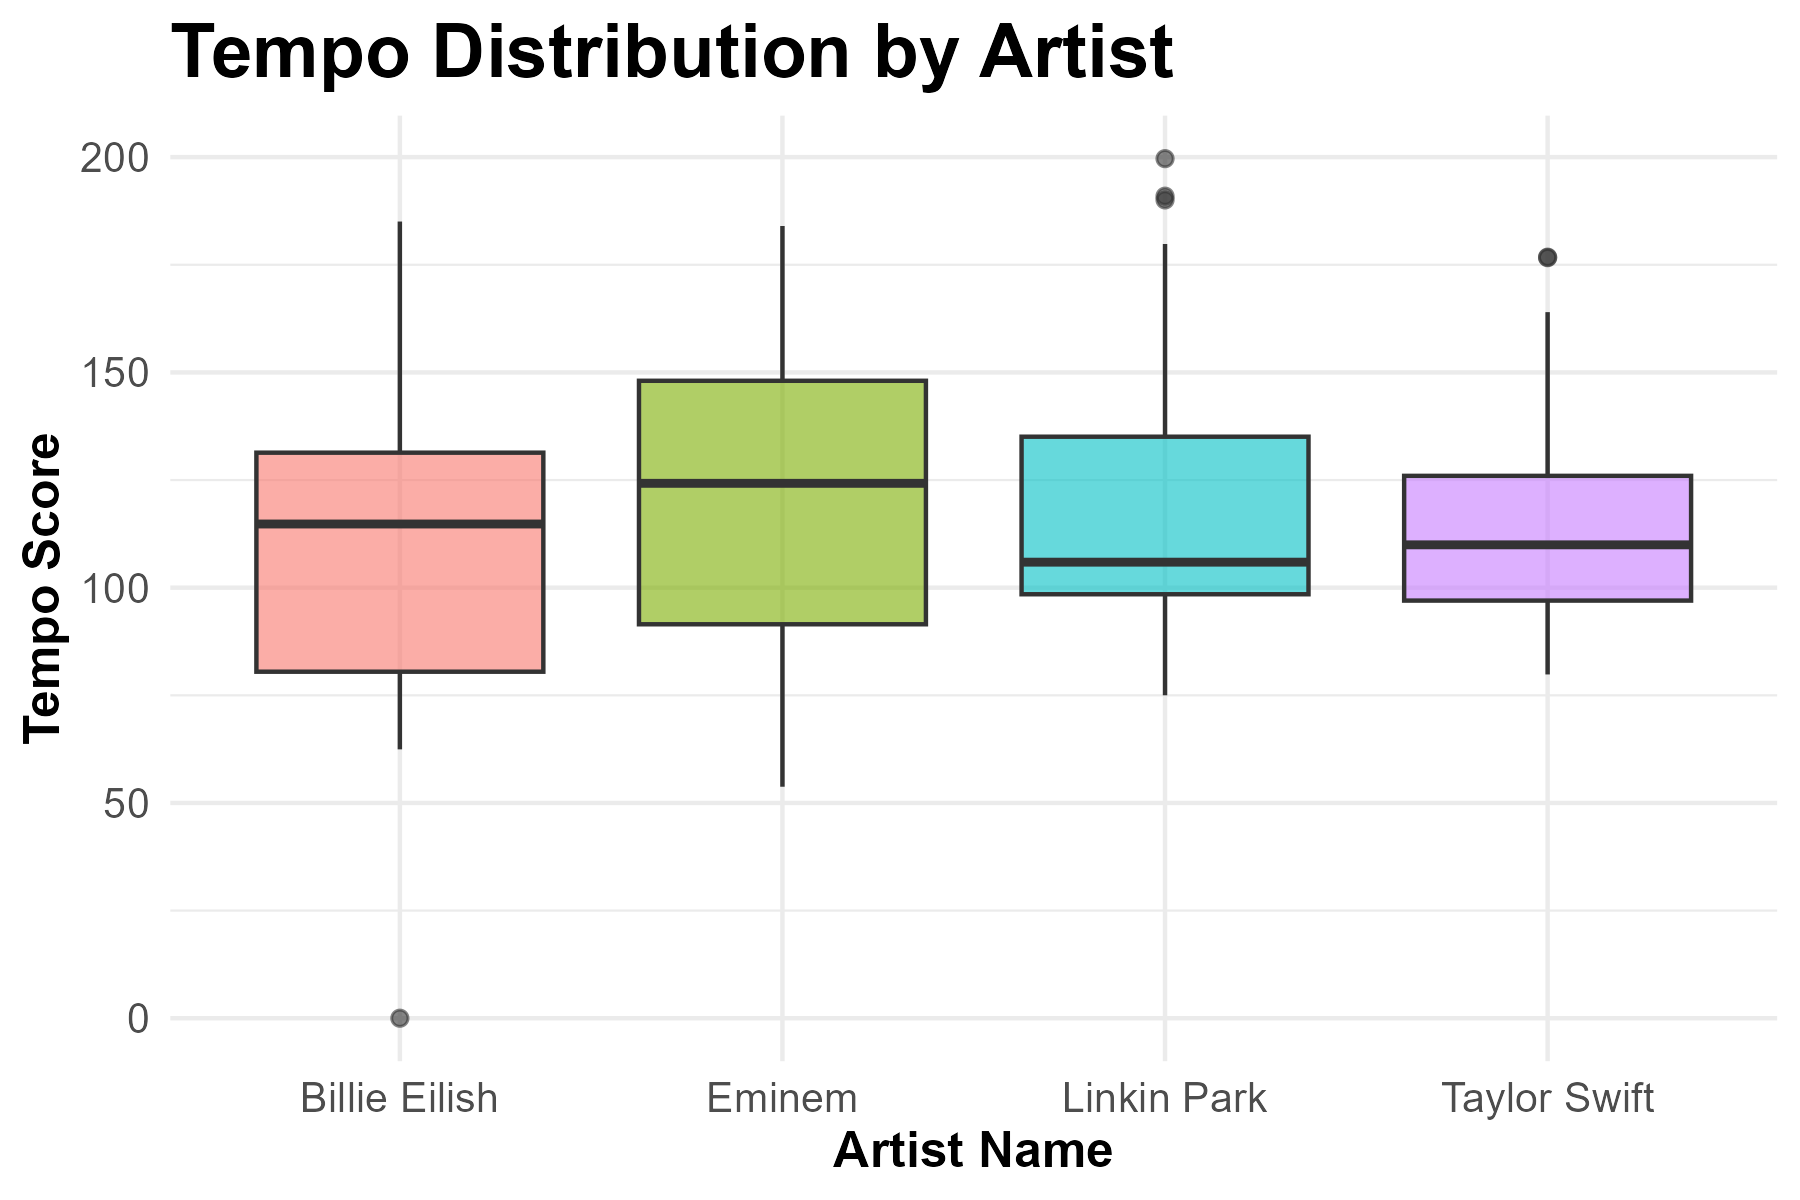 Tempo Distribution by Artist
Tempo Score
200
150
100
50
0
Billie Eilish
Eminem
Linkin Park
Taylor Swift
Artist Name